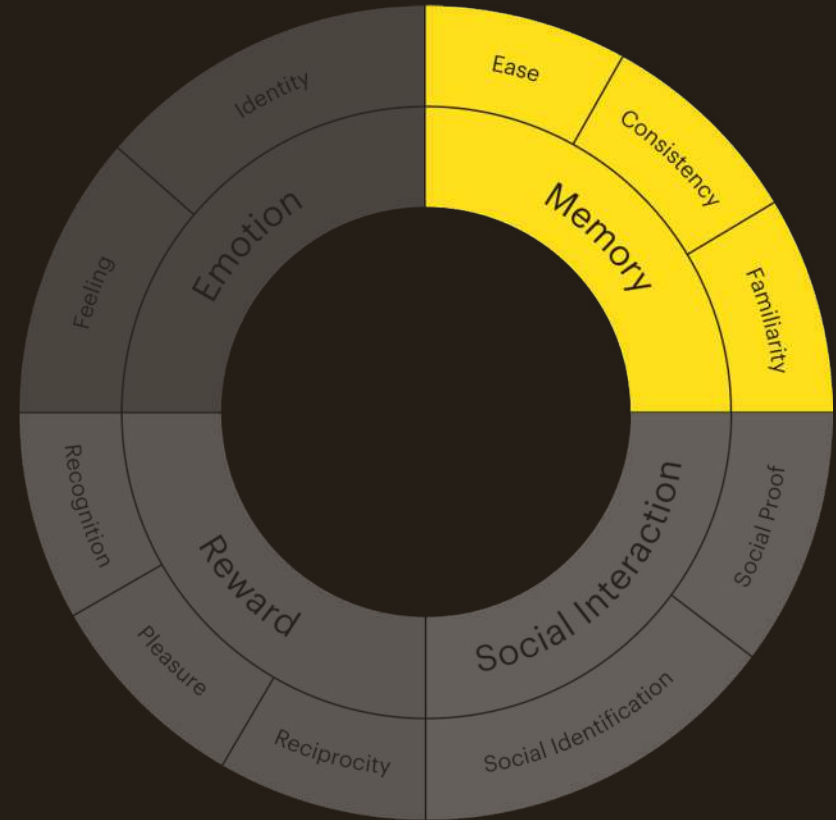 Identity
Ease
Consistency
Emotion
Memory
Feeling
Familiarity
Recognition
Reward
Social Interaction
Social Proof
Pleasure
Reciprocity
Social Identification